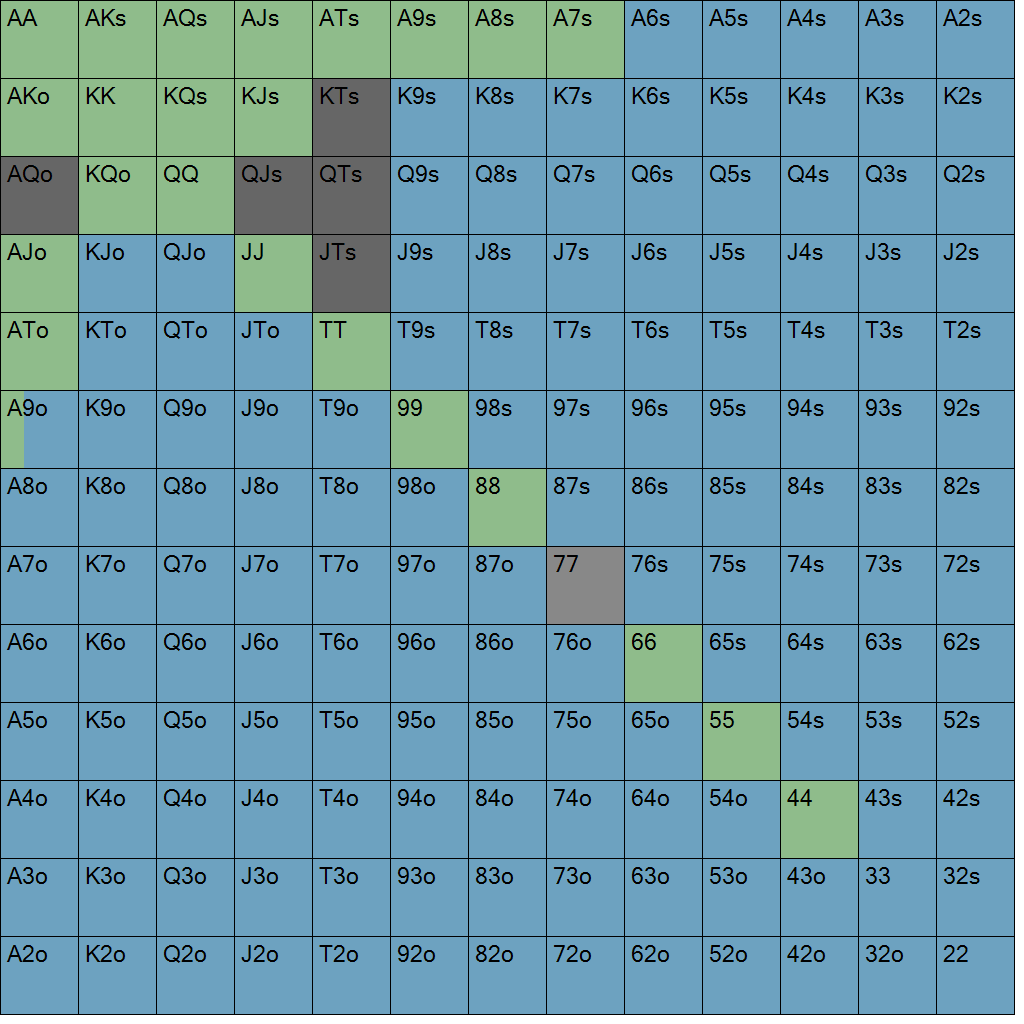 AA AKs AQs AJs ATs A9s A8s A7s A6s A5s A4s A3s A2s
AKo KK KQs KJs KTs K9s K8s K7s K6s K5s K4s K3s K2s
AQo KQo QQ QJs QTs Q9s Q8s Q7s Q6s Q5s Q4s Q3s Q2s
AJo KJo QJo JJ JTs J9s J8s J7s J6s J5s J4s J3s J2s
ATo KTo QTo JTo TT T9s T8s T7s T6s T5s T4s T3s T2s
A9o K9o Q9o J9o T9o 99 98s 97s 96s 95s 94s 93s 92s
A8o K8o Q8o J8o T8o 98o 88 87s 86s 85s 84s 83s 82s
A7o K7o Q7o J7o T7o 97o 87o 77 76s 75s 74s 73s 72s
A6o K6o Q6o J6o T6o 96o 86o 76o 66 65s 64s 63s 62s
A5o K5o Q5o J5o T5o 95o 85o 75o 65o 55 54s 53s 52s
A4o K4o Q4o J4o T4o 94o 84o 74o 64o 54o 44 43s 42s
A3o K3o Q3o J3o T3o 93o 83o 73o 63o 53o 43o 33 32s
A2o K2o Q2o J2o T2o 92o 82o 72o 62o 52o 42o 32o 22